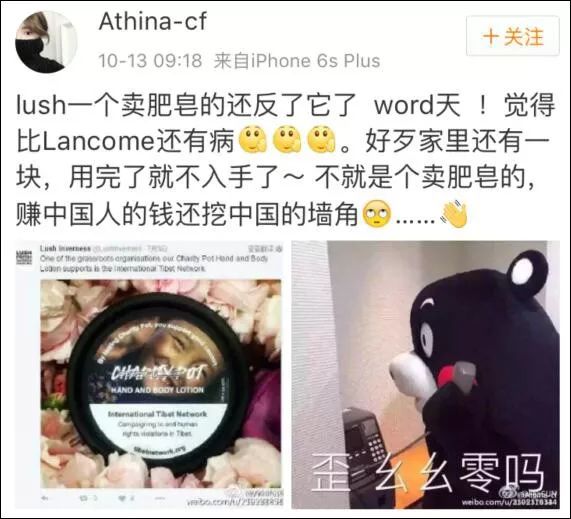 Athina-cf
10-13 09:18 来自iPhone 6s Plus
+关注
lush一个卖肥皂的还反了它了 word天 ！觉得
比Lancome还有病🤔🤔🤔。好歹家里还有一
块，用完了就不入手了～ 不就是个卖肥皂的，
赚中国人的钱还挖中国的墙角🙄……👋
Lush Inverness
One of the grassroots organisations our Charity Pot Hand and Body
Lotion supports is the International Tibet Network
CHARITY POT
HAND AND BODY LOTION
International Tibet Network
Campaigning to end human
rights violations in Tibet.
tibetnetwork.org
歪 幺幺零吗